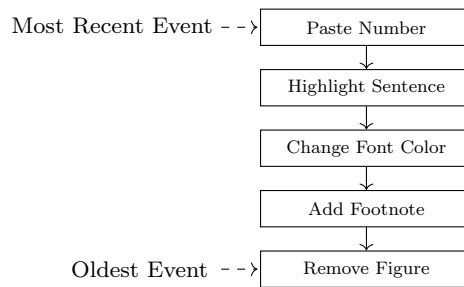 Most Recent Event
Paste Number
Highlight Sentence
Change Font Color
Add Footnote
Oldest Event
Remove Figure